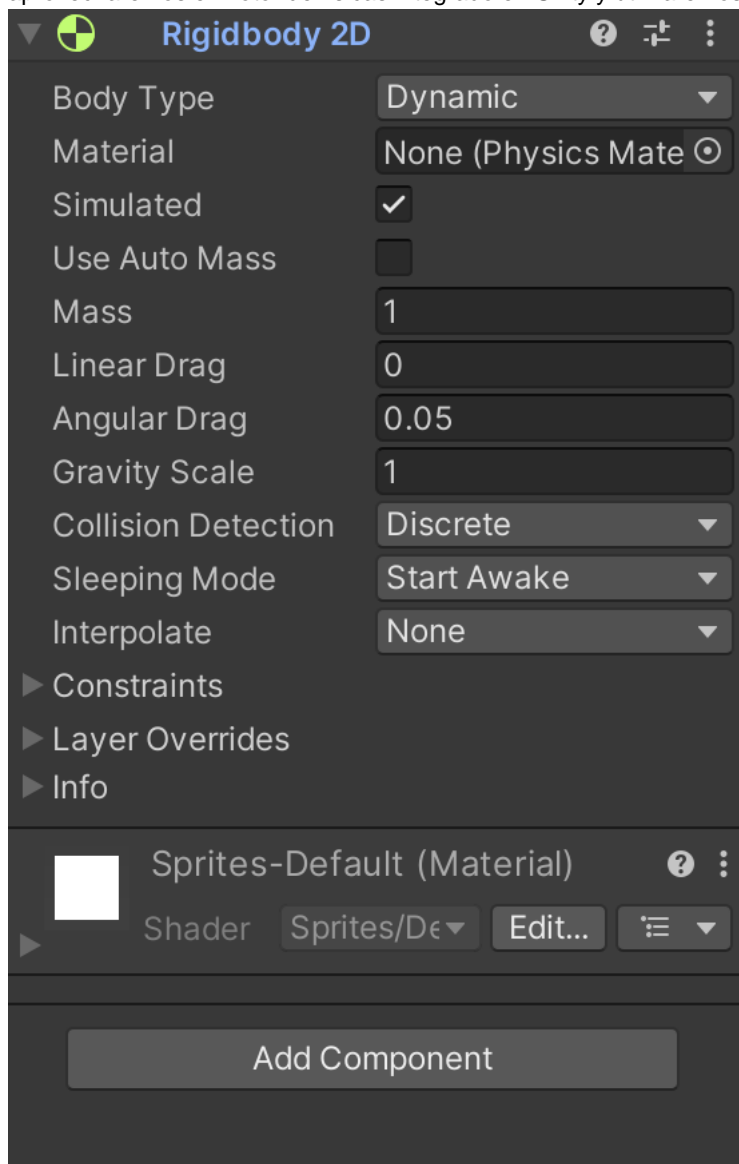 Rigidbody 2D
Body Type Dynamic
Material None (Physics Mate
Simulated
Use Auto Mass
Mass 1
Linear Drag 0
Angular Drag 0.05
Gravity Scale 1
Collision Detection Discrete
Sleeping Mode Start Awake
Interpolate None
Constraints
Layer Overrides
Info
Sprites-Default (Material)
Shader Sprites/De Edit...
Add Component